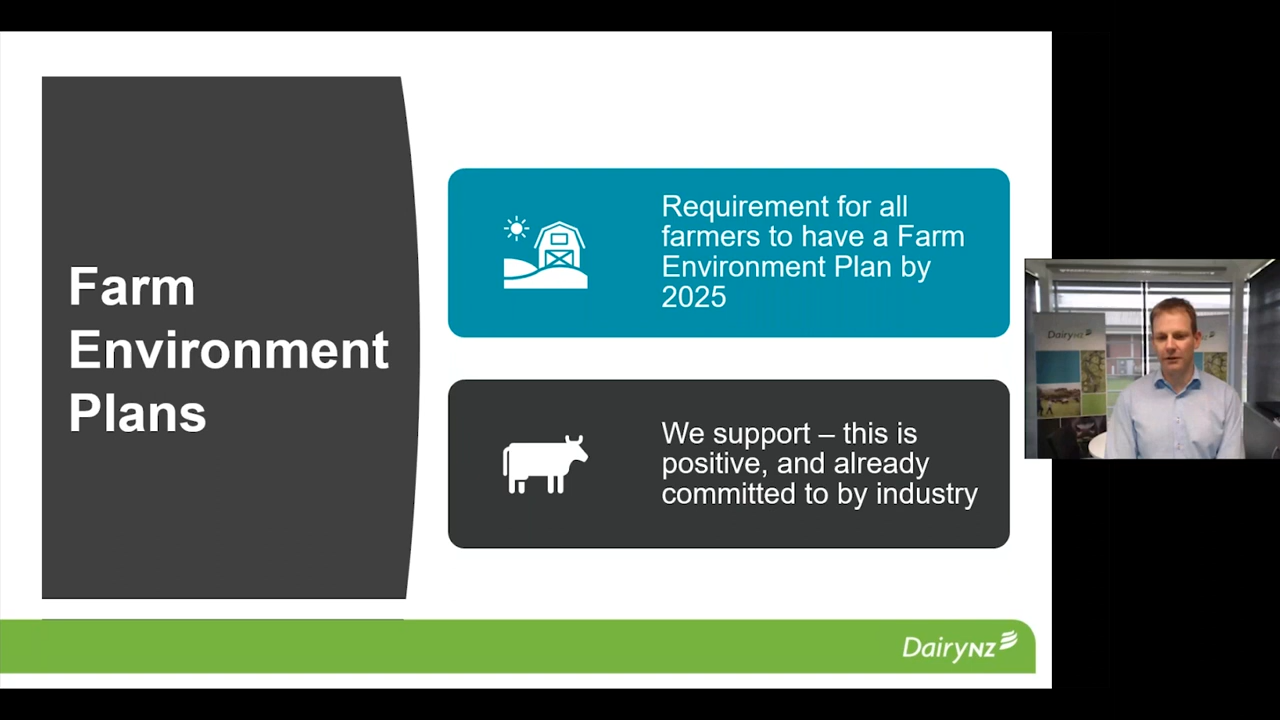 Farm
Environment
Plans
Requirement for all
farmers to have a Farm
Environment Plan by
2025
We support – this is
positive, and already
committed to by industry
DairyNZ
DairyNZ